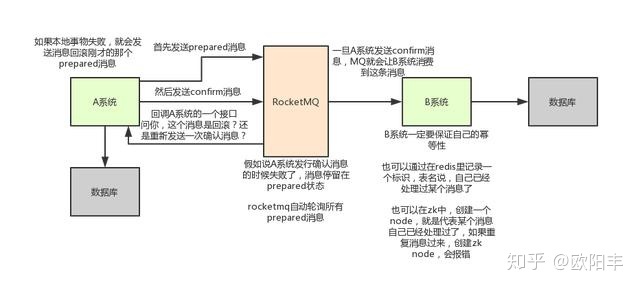 如果本地事物失败，就会
发送消息回滚刚才的那个
prepared消息
首先发送prepared消息
一旦A系统发送confirm消
息，MQ就会让B系统消费
到这条消息
A系统
然后发送confirm消息
RocketMQ
B系统
数据库
回调A系统的一个接口
问你，这个消息是回滚？还
是重新发送一次确认消息？
数据库
假如说A系统发行确认消息
的时候失败了，消息停留在
prepared状态
rocketmq自动轮询所有
prepared消息
B系统一定要保证自己的幂
等性
也可以通过在redis里记录一
个标识，表名说，自己已经
处理过某个消息了
也可以在zk中，创建一个
node，就是代表某个消息
自己已经处理过了，如果重
复消息过来，创建zk
node，会报错
知乎 @欧阳丰